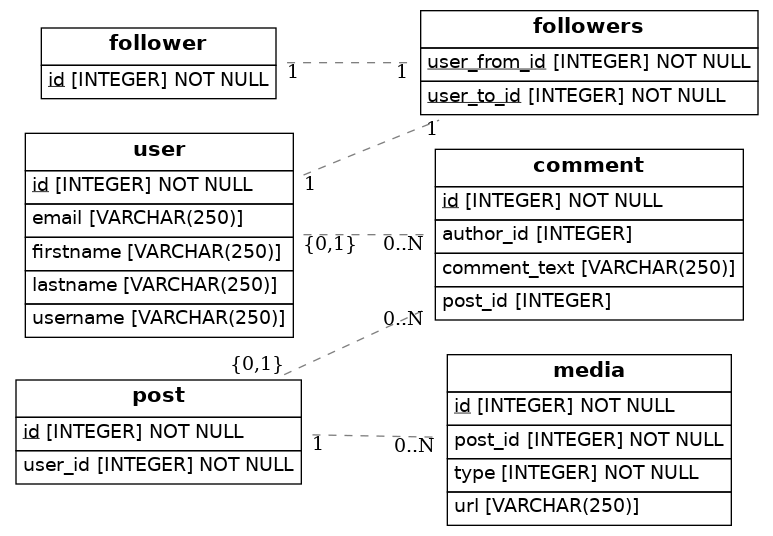 follower
id [INTEGER] NOT NULL
followers
user_from_id [INTEGER] NOT NULL
user_to_id [INTEGER] NOT NULL
1
1
user
id [INTEGER] NOT NULL
email [VARCHAR(250)]
firstname [VARCHAR(250)]
lastname [VARCHAR(250)]
username [VARCHAR(250)]
1
1
comment
id [INTEGER] NOT NULL
author_id [INTEGER]
comment_text [VARCHAR(250)]
post_id [INTEGER]
{0,1}
0..N
post
id [INTEGER] NOT NULL
user_id [INTEGER] NOT NULL
{0,1}
0..N
media
id [INTEGER] NOT NULL
post_id [INTEGER] NOT NULL
type [INTEGER] NOT NULL
url [VARCHAR(250)]
1
0..N